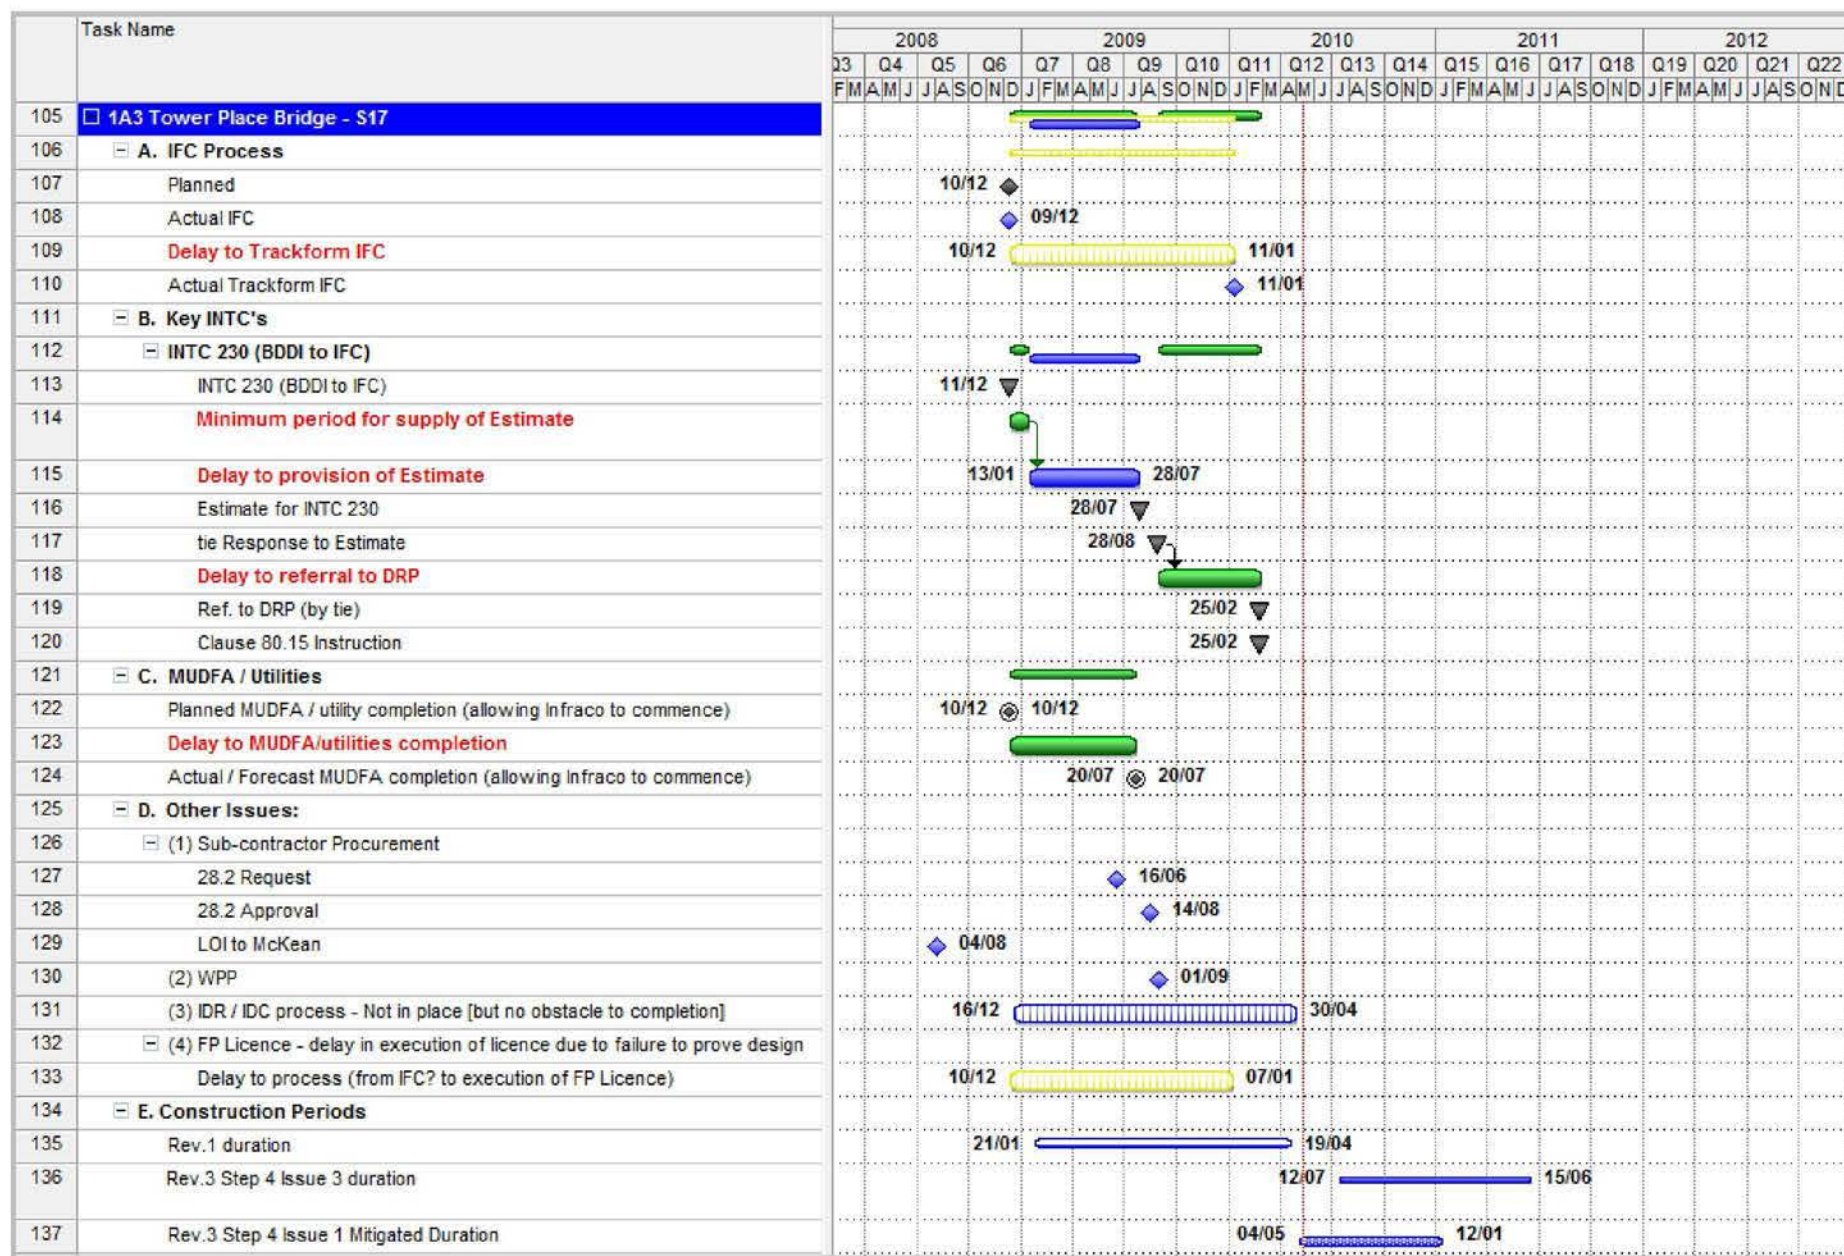 Task Name
2008 2009 2010 2011 2012
Q3 Q4 Q5 Q6 Q7 Q8 Q9 Q10 Q11 Q12 Q13 Q14 Q15 Q16 Q17 Q18 Q19 Q20 Q21 Q22
F M A M J J A S O N D J F M A M J J A S O N D J F M A M J J A S O N D J F M A M J J A S O N D J F M A M J J A S O N D
105 1A3 Tower Place Bridge - S17
106 A. IFC Process
107 Planned 10/12
108 Actual IFC 09/12
109 Delay to Trackform IFC 10/12 11/01
110 Actual Trackform IFC 11/01
111 B. Key INTC's
112 INTC 230 (BDDI to IFC)
113 INTC 230 (BDDI to IFC) 11/12
114 Minimum period for supply of Estimate
115 Delay to provision of Estimate 13/01 28/07
116 Estimate for INTC 230 28/07
117 tie Response to Estimate 28/08
118 Delay to referral to DRP
119 Ref. to DRP (by tie) 25/02
120 Clause 80.15 Instruction 25/02
121 C. MUDFA / Utilities
122 Planned MUDFA / utility completion (allowing Infraco to commence) 10/12 10/12
123 Delay to MUDFA/utilities completion
124 Actual / Forecast MUDFA completion (allowing Infraco to commence) 20/07 20/07
125 D. Other Issues:
126 (1) Sub-contractor Procurement
127 28.2 Request 16/06
128 28.2 Approval 14/08
129 LOI to McKean 04/08
130 (2) WPP 01/09
131 (3) IDR / IDC process - Not in place [but no obstacle to completion] 16/12 30/04
132 (4) FP Licence - delay in execution of licence due to failure to prove design
133 Delay to process (from IFC? to execution of FP Licence) 10/12 07/01
134 E. Construction Periods
135 Rev.1 duration 21/01 19/04
136 Rev.3 Step 4 Issue 3 duration 12/07 15/06
137 Rev.3 Step 4 Issue 1 Mitigated Duration 04/05 12/01